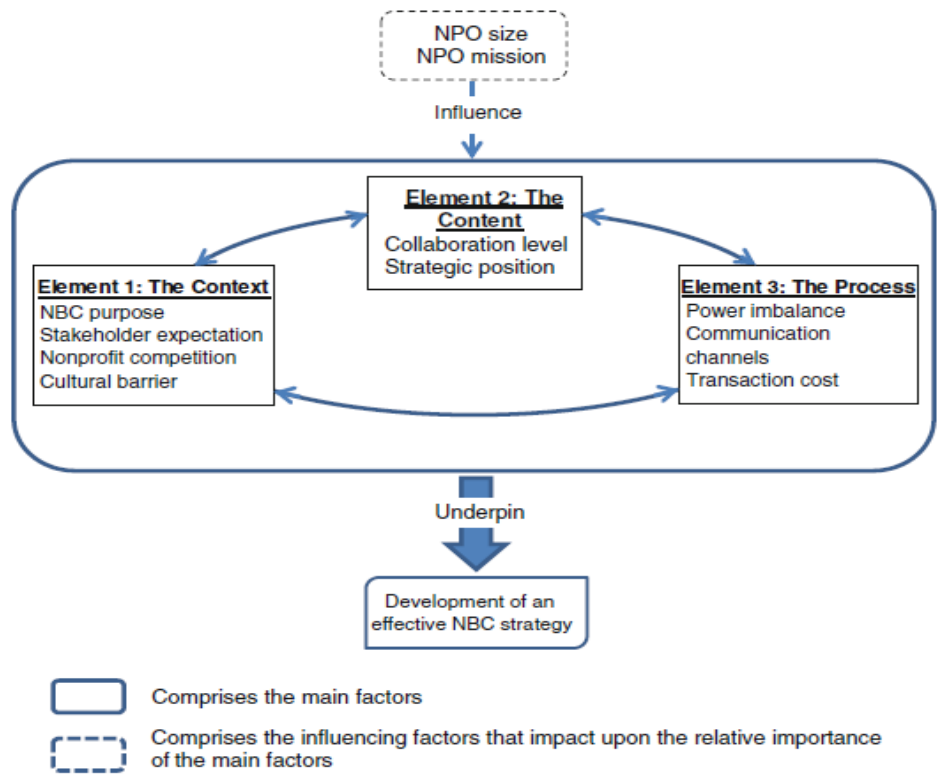 NPO size
NPO mission
Influence
Element 2: The
Content
Collaboration level
Strategic position
Element 1: The Context
NBC purpose
Stakeholder expectation
Nonprofit competition
Cultural barrier
Element 3: The Process
Power imbalance
Communication
channels
Transaction cost
Underpin
Development of an
effective NBC strategy
Comprises the main factors
Comprises the influencing factors that impact upon the relative importance
of the main factors